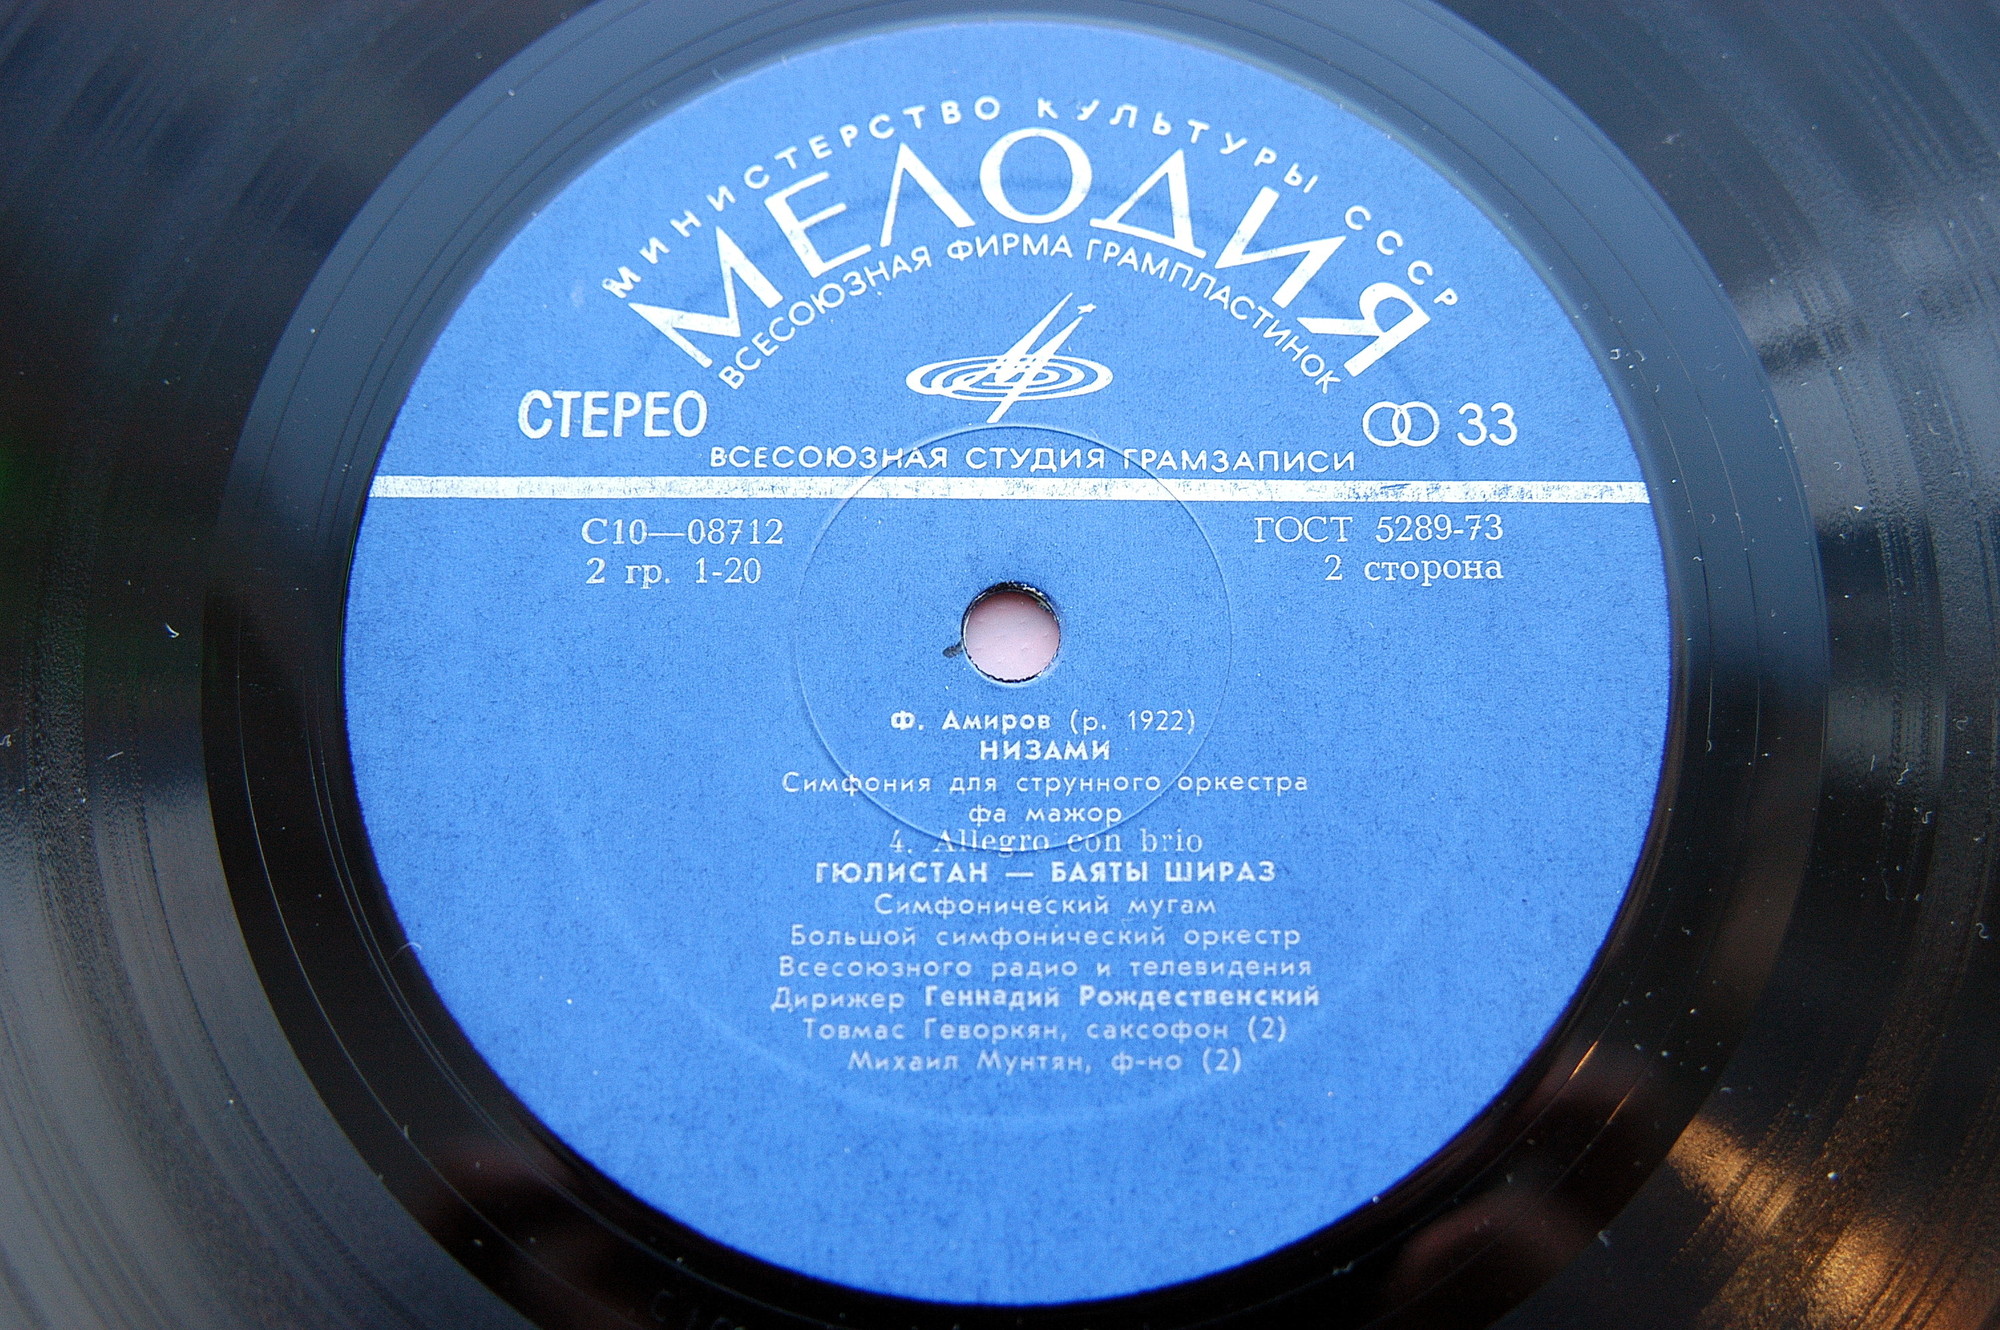 МИНИСТЕРСТВО КУЛЬТУРЫ СССР
МЕЛОДИЯ
ВСЕСОЮЗНАЯ ФИРМА ГРАМПЛАСТИНОК
СТЕРЕО
33
ВСЕСОЮЗНАЯ СТУДИЯ ГРАМЗАПИСИ
С10—08712
ГОСТ 5289-73
2 гр. 1-20
2 сторона
Ф. Амиров (р. 1922)
НИЗАМИ
Симфония для струнного оркестра
фа мажор
4. Allegro con brio
ГЮЛИСТАН — БАЯТЫ ШИРАЗ
Симфонический мугам
Большой симфонический оркестр
Всесоюзного радио и телевидения
Дирижер Геннадий Рождественский
Товмас Геворкян, саксофон (2)
Михаил Мунтян, ф-но (2)